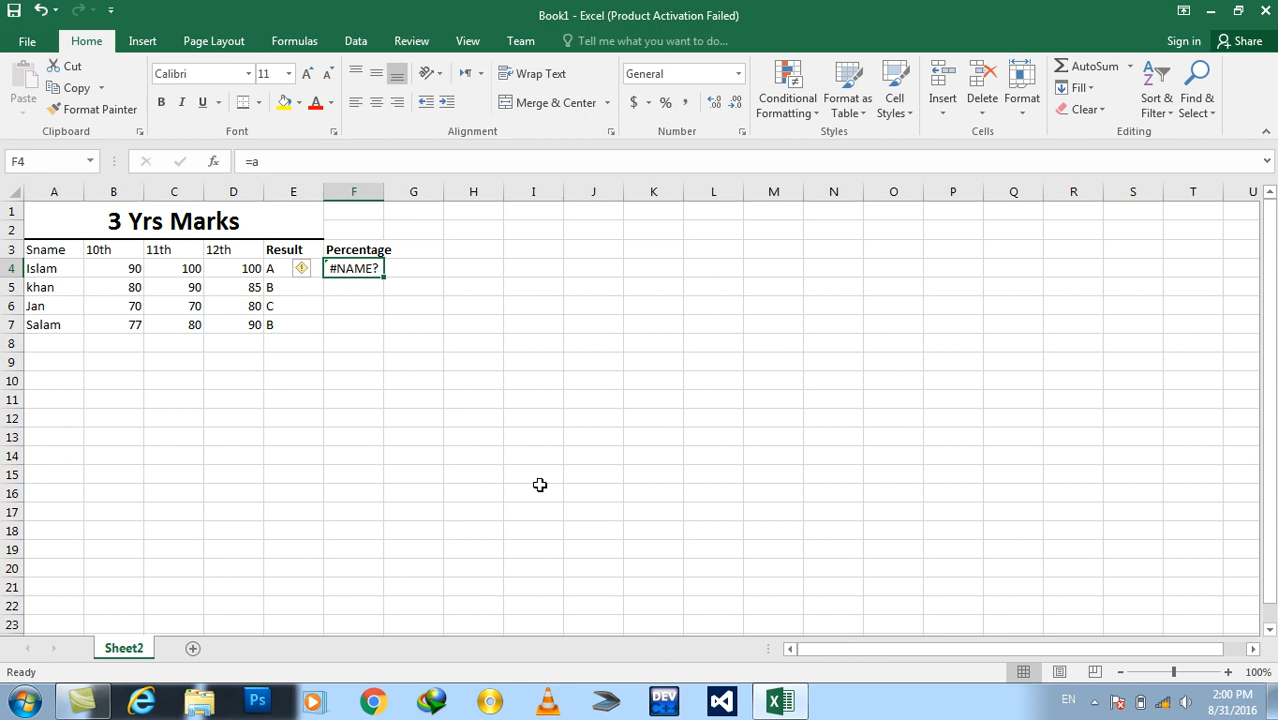 Book1 - Excel (Product Activation Failed)
File Home Insert Page Layout Formulas Data Review View Team Tell me what you want to do... Sign in Share
Paste Cut Copy Format Painter Clipboard
Calibri 11 B I U A Font
Wrap Text Merge & Center Alignment
General $ % , Number
Conditional Formatting Format as Table Cell Styles Styles
Insert Delete Format Cells
AutoSum Fill Clear Sort & Filter Find & Select Editing
F4 fx =a
A B C D E F G H I J K L M N O P Q R S T U
1 3 Yrs Marks
2
3 Sname 10th 11th 12th Result Percentage
4 Islam 90 100 100 A #NAME?
5 khan 80 90 85 B
6 Jan 70 70 80 C
7 Salam 77 80 90 B
8
9
10
11
12
13
14
15
16
17
18
19
20
21
22
23
Sheet2
Ready 100%
Ps DEV EN 2:00 PM
8/31/2016